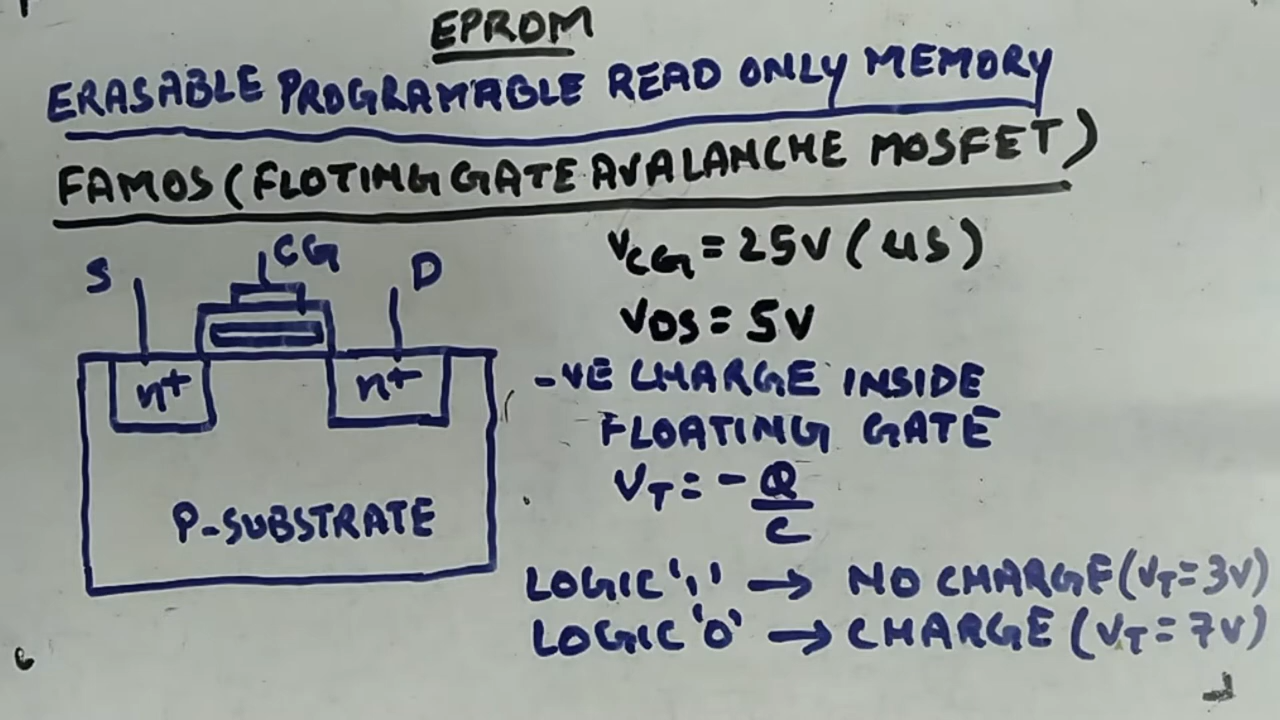 EPROM
ERASABLE PROGRAMABLE READ ONLY MEMORY
FAMOS (FLOTING GATE AVALANCHE MOSFET)
S
CG
D
n+
n+
P-SUBSTRATE
VCG = 25V (us)
VDS = 5V
-VE CHARGE INSIDE
FLOATING GATE
VT = - Q/C
LOGIC '1' → NO CHARGE (VT = 3V)
LOGIC '0' → CHARGE (VT = 7V)